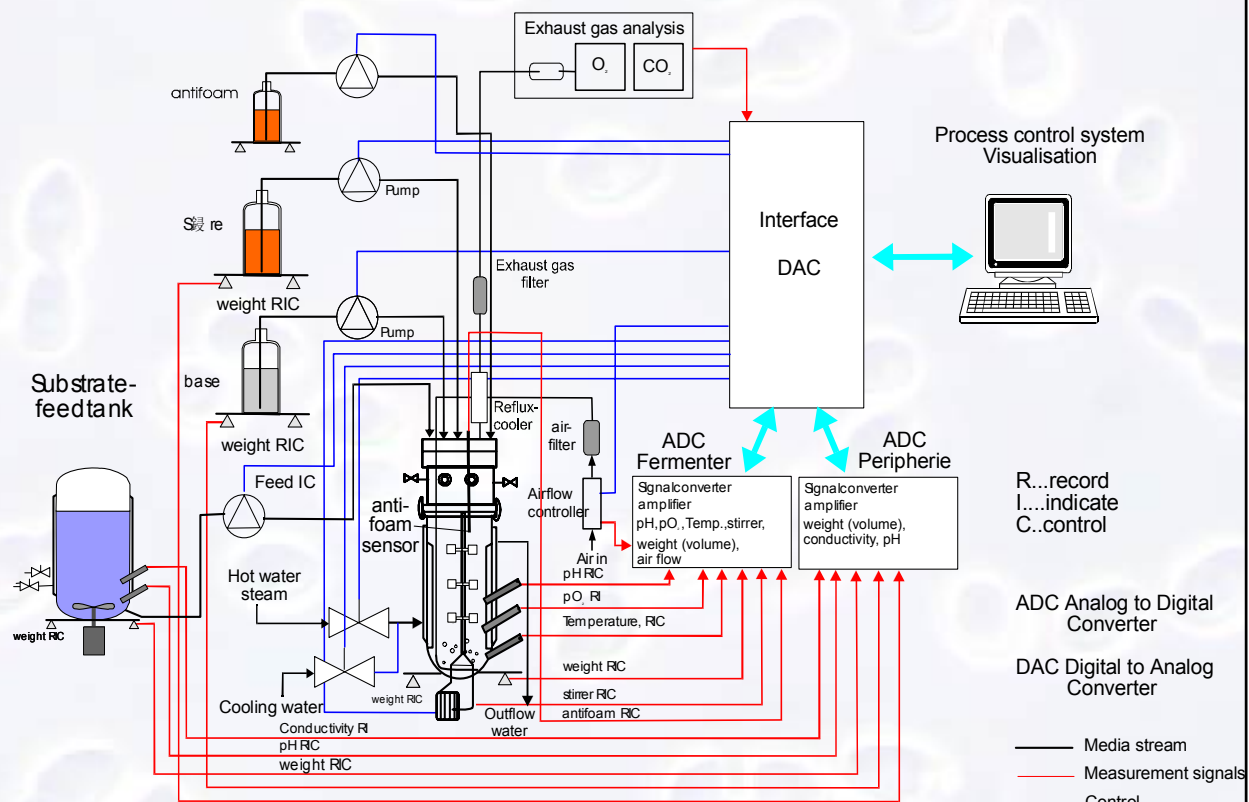 Exhaust gas analysis
O₂
CO₂
antifoam
Process control system
Visualisation
Pump
S鋟re
Interface
DAC
Exhaust gas
filter
weight RIC
Pump
base
Substrate-
feedtank
Reflux-
cooler
air-
filter
weight RIC
ADC
Fermenter
ADC
Peripherie
Feed IC
anti-
foam
sensor
Airflow
controller
Signalconverter
amplifier
pH,pO₂,Temp.,stirrer,
weight (volume),
air flow
Signalconverter
amplifier
weight (volume),
conductivity, pH
R...record
I....indicate
C..control
Air in
pH RIC
pO₂ RI
Temperature, RIC
Hot water
steam
ADC Analog to Digital
Converter
weight RIC
weight RIC
weight RIC
stirrer RIC
antifoam RIC
DAC Digital to Analog
Converter
Cooling water
Outflow
water
Conductivity RI
pH RIC
weight RIC
Media stream
Measurement signals
Control